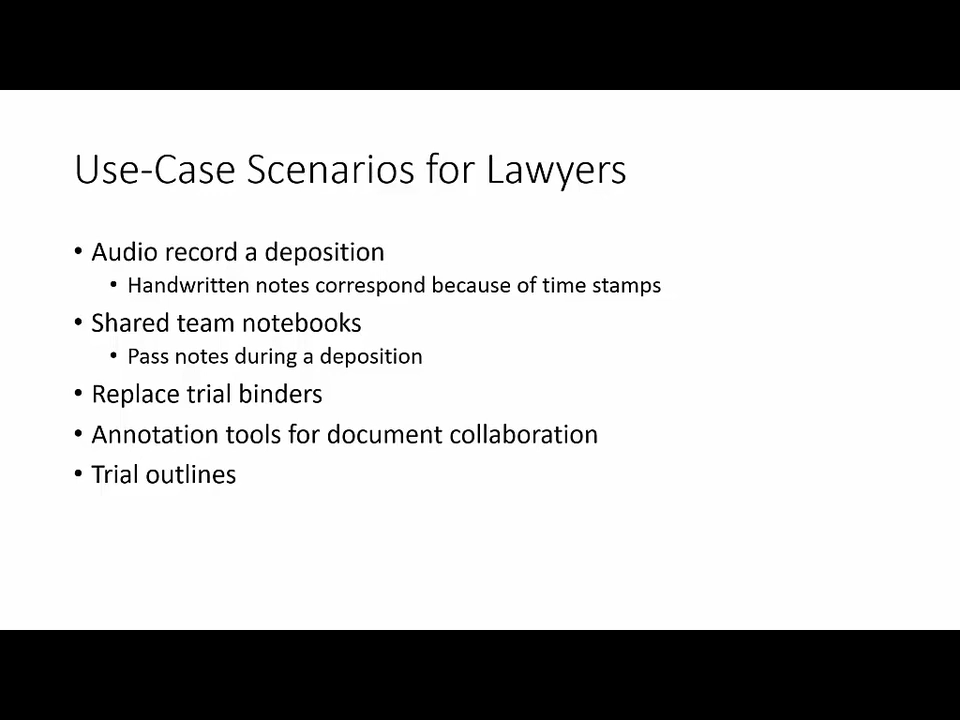 Use-Case Scenarios for Lawyers
• Audio record a deposition
• Handwritten notes correspond because of time stamps
• Shared team notebooks
• Pass notes during a deposition
• Replace trial binders
• Annotation tools for document collaboration
• Trial outlines